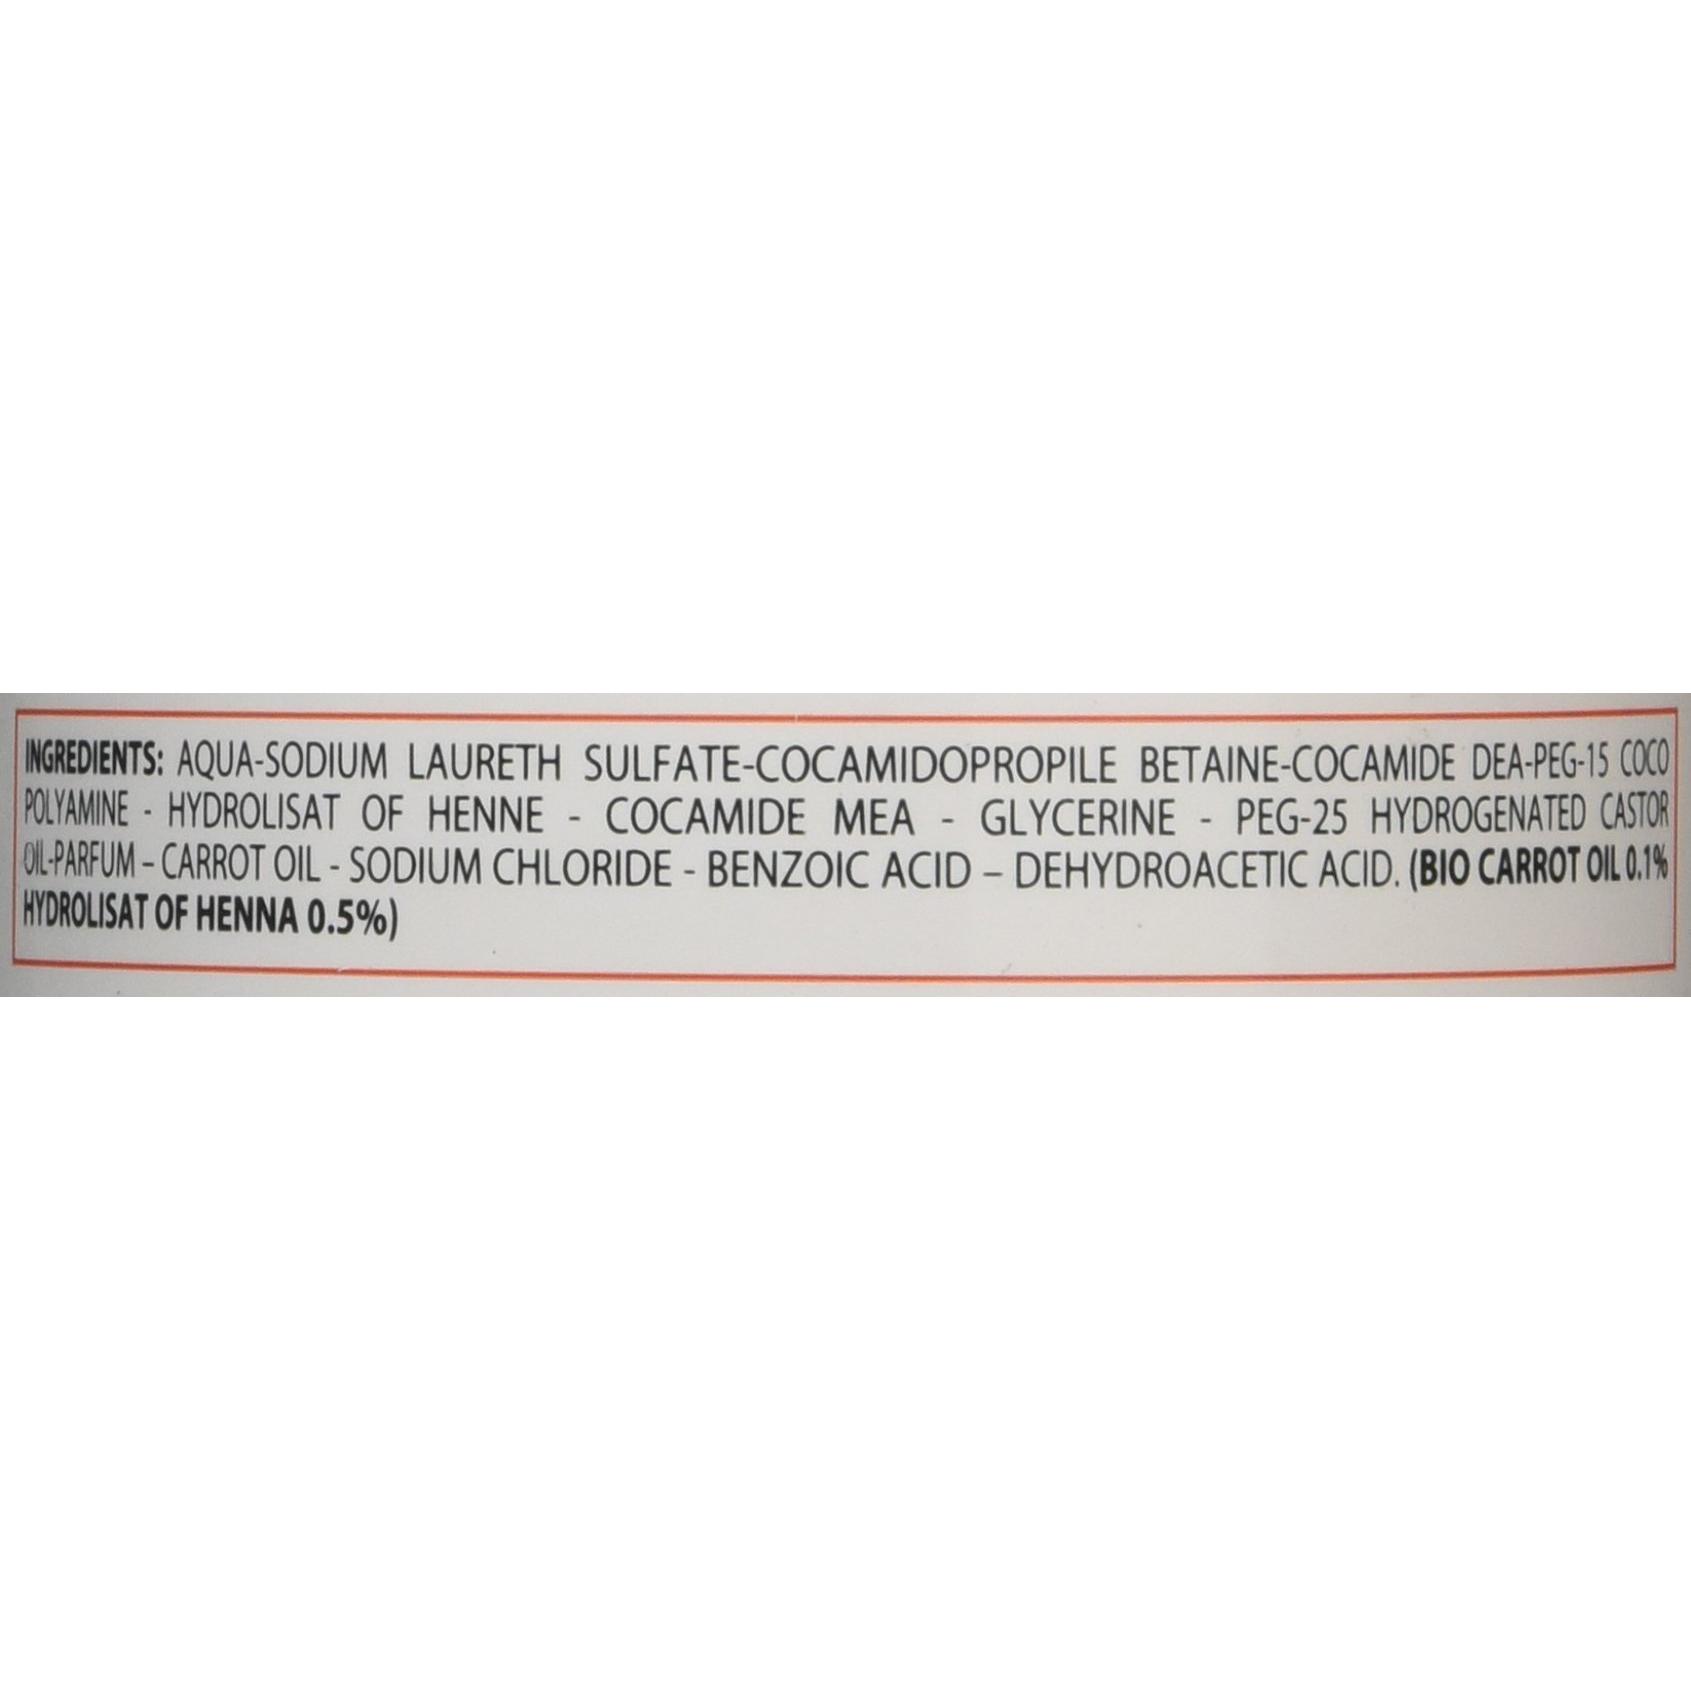 INGREDIENTS: AQUA-SODIUM LAURETH SULFATE-COCAMIDOPROPILE BETAINE-COCAMIDE DEA-PEG-15 COCO
POLYAMINE - HYDROLISAT OF HENNE - COCAMIDE MEA - GLYCERINE - PEG-25 HYDROGENATED CASTOR
OIL-PARFUM – CARROT OIL - SODIUM CHLORIDE - BENZOIC ACID – DEHYDROACETIC ACID. (BIO CARROT OIL 0.1%
HYDROLISAT OF HENNA 0.5%)